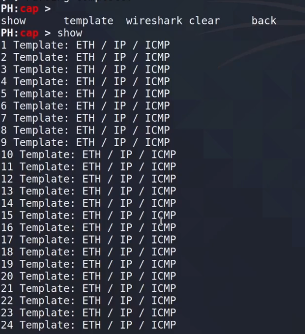 PH:cap >
show template wireshark clear back
PH:cap > show
1 Template: ETH / IP / ICMP
2 Template: ETH / IP / ICMP
3 Template: ETH / IP / ICMP
4 Template: ETH / IP / ICMP
5 Template: ETH / IP / ICMP
6 Template: ETH / IP / ICMP
7 Template: ETH / IP / ICMP
8 Template: ETH / IP / ICMP
9 Template: ETH / IP / ICMP
10 Template: ETH / IP / ICMP
11 Template: ETH / IP / ICMP
12 Template: ETH / IP / ICMP
13 Template: ETH / IP / ICMP
14 Template: ETH / IP / ICMP
15 Template: ETH / IP / ICMP
16 Template: ETH / IP / ICMP
17 Template: ETH / IP / ICMP
18 Template: ETH / IP / ICMP
19 Template: ETH / IP / ICMP
20 Template: ETH / IP / ICMP
21 Template: ETH / IP / ICMP
22 Template: ETH / IP / ICMP
23 Template: ETH / IP / ICMP
24 Template: ETH / IP / ICMP